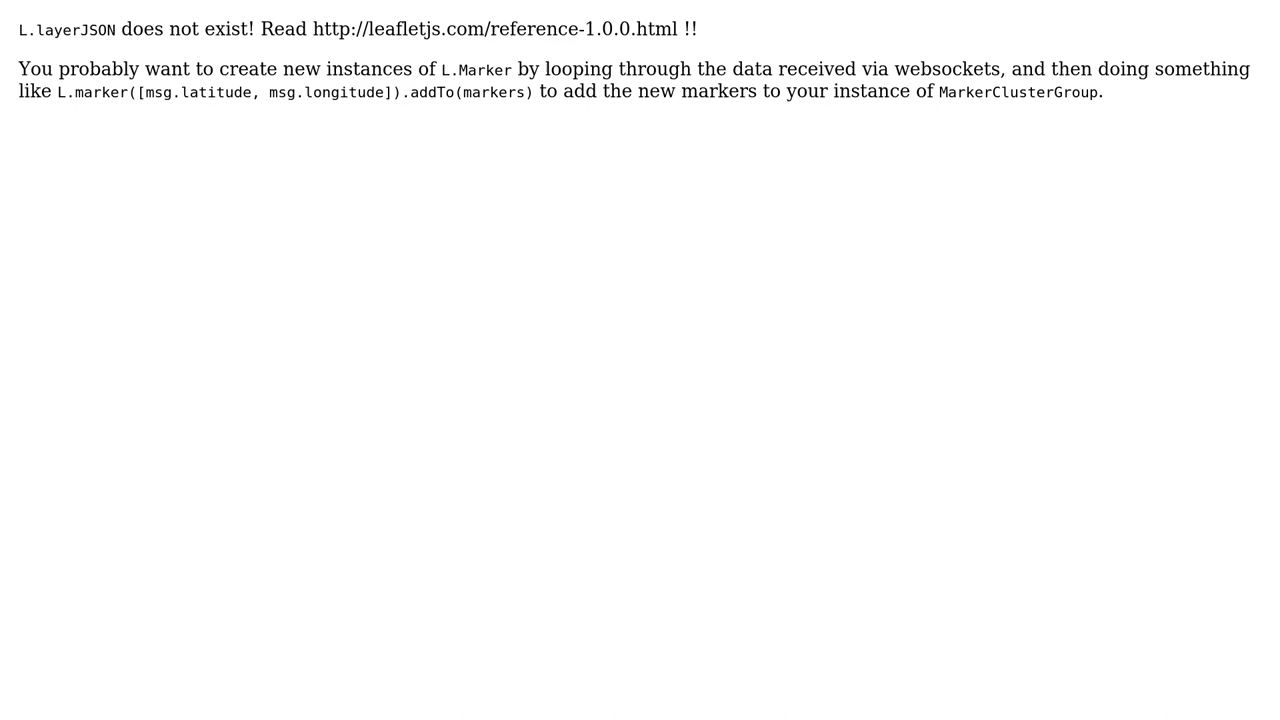 L.layerJSON does not exist! Read http://leafletjs.com/reference-1.0.0.html !!
You probably want to create new instances of L.Marker by looping through the data received via websockets, and then doing something
like L.marker([msg.latitude, msg.longitude]).addTo(markers) to add the new markers to your instance of MarkerClusterGroup.